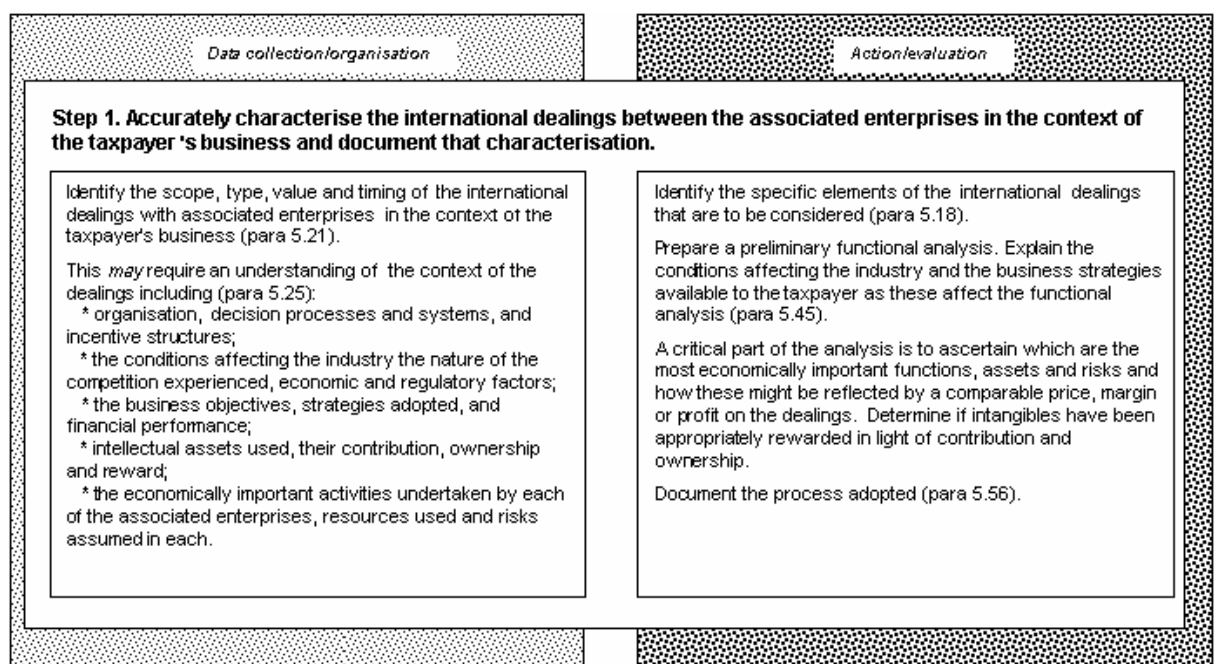 Data collection/organisation
Action/evaluation
Step 1. Accurately characterise the international dealings between the associated enterprises in the context of
the taxpayer 's business and document that characterisation.
Identify the scope, type, value and timing of the international
dealings with associated enterprises in the context of the
taxpayer's business (para 5.21).
This may require an understanding of the context of the
dealings including (para 5.25):
* organisation, decision processes and systems, and
incentive structures;
* the conditions affecting the industry the nature of the
competition experienced, economic and regulatory factors;
* the business objectives, strategies adopted, and
financial performance;
* intellectual assets used, their contribution, ownership
and reward;
* the economically important activities undertaken by each
of the associated enterprises, resources used and risks
assumed in each.
Identify the specific elements of the international dealings
that are to be considered (para 5.18).
Prepare a preliminary functional analysis. Explain the
conditions affecting the industry and the business strategies
available to the taxpayer as these affect the functional
analysis (para 5.45).
A critical part of the analysis is to ascertain which are the
most economically important functions, assets and risks and
how these might be reflected by a comparable price, margin
or profit on the dealings. Determine if intangibles have been
appropriately rewarded in light of contribution and
ownership.
Document the process adopted (para 5.56).